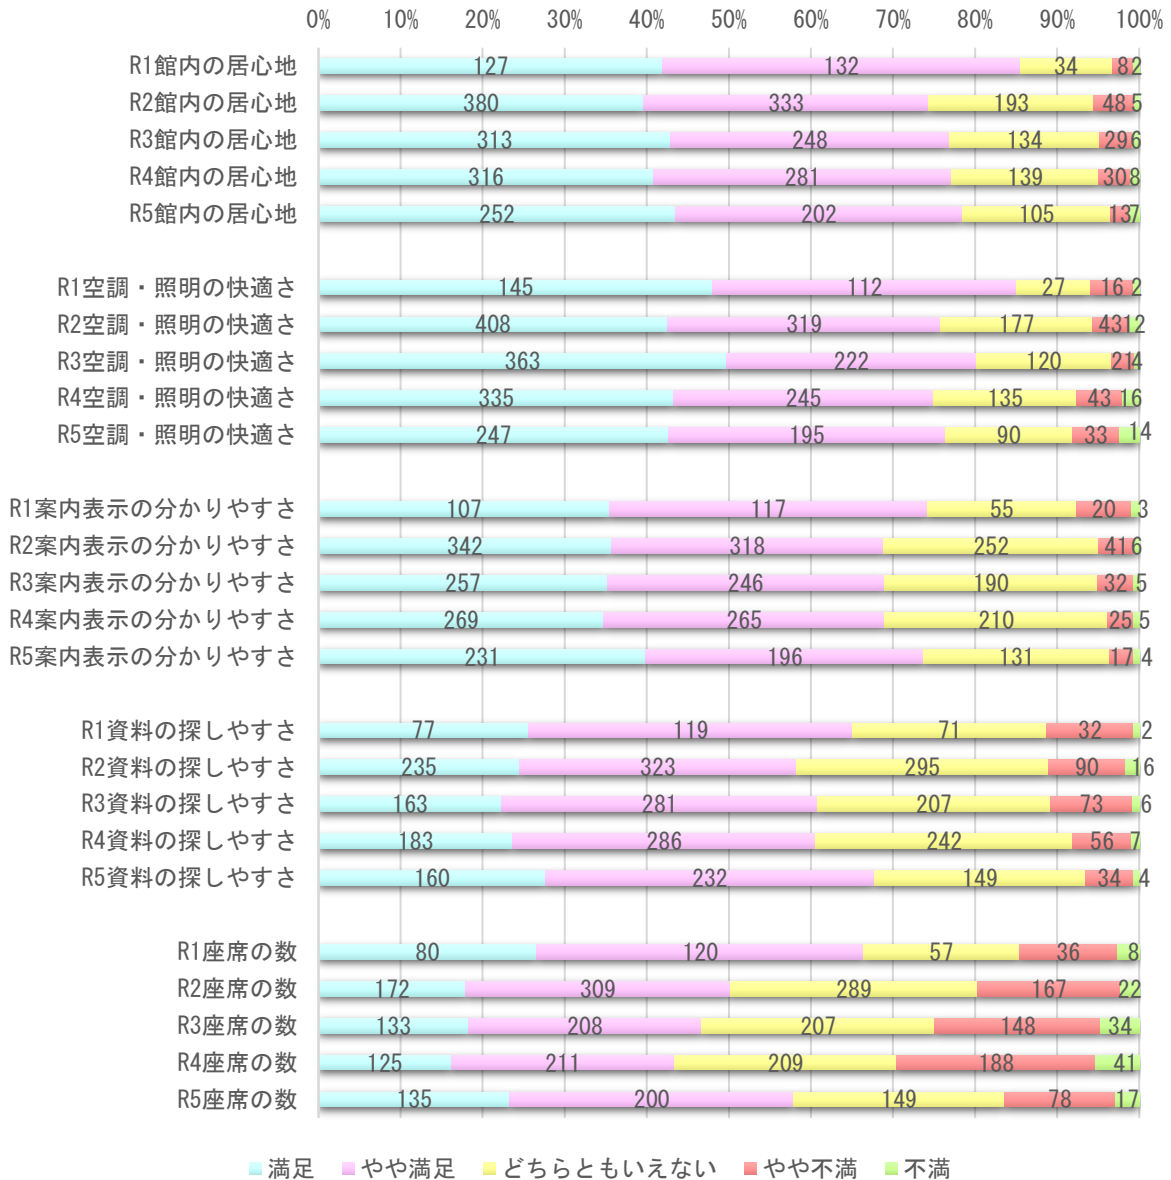 0% 10% 20% 30% 40% 50% 60% 70% 80% 90% 100%
R1館内の居心地 127 132 34 8 2
R2館内の居心地 380 333 193 48 5
R3館内の居心地 313 248 134 29 6
R4館内の居心地 316 281 139 30 8
R5館内の居心地 252 202 105 13 7
R1空調・照明の快適さ 145 112 27 16 2
R2空調・照明の快適さ 408 319 177 43 12
R3空調・照明の快適さ 363 222 120 21 4
R4空調・照明の快適さ 335 245 135 43 16
R5空調・照明の快適さ 247 195 90 33 14
R1案内表示の分かりやすさ 107 117 55 20 3
R2案内表示の分かりやすさ 342 318 252 41 6
R3案内表示の分かりやすさ 257 246 190 32 5
R4案内表示の分かりやすさ 269 265 210 25 5
R5案内表示の分かりやすさ 231 196 131 17 4
R1資料の探しやすさ 77 119 71 32 2
R2資料の探しやすさ 235 323 295 90 16
R3資料の探しやすさ 163 281 207 73 6
R4資料の探しやすさ 183 286 242 56 7
R5資料の探しやすさ 160 232 149 34 4
R1座席の数 80 120 57 36 8
R2座席の数 172 309 289 167 22
R3座席の数 133 208 207 148 34
R4座席の数 125 211 209 188 41
R5座席の数 135 200 149 78 17
満足 やや満足 どちらともいえない やや不満 不満